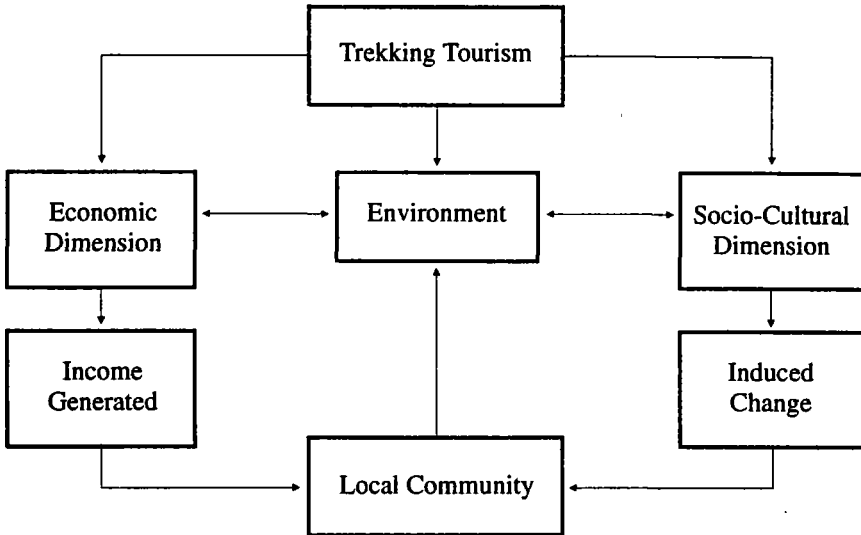 Trekking Tourism
Economic
Dimension
Environment
Socio-Cultural
Dimension
Income
Generated
Induced
Change
Local Community